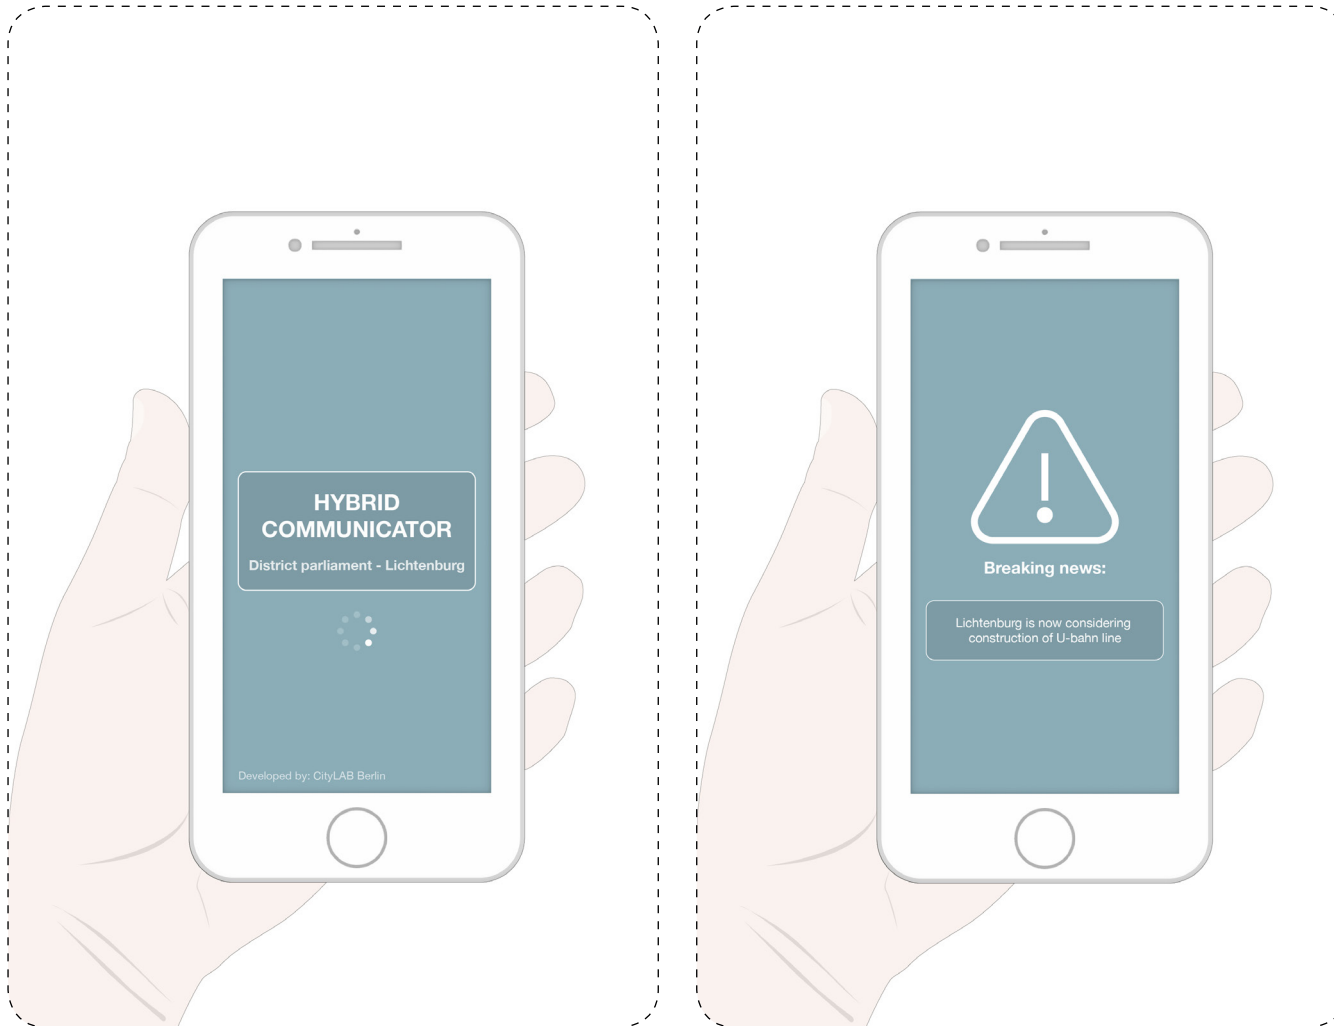 HYBRID
COMMUNICATOR
District parliament - Lichtenburg
Developed by: CityLAB Berlin
Breaking news:
Lichtenburg is now considering
construction of U-bahn line